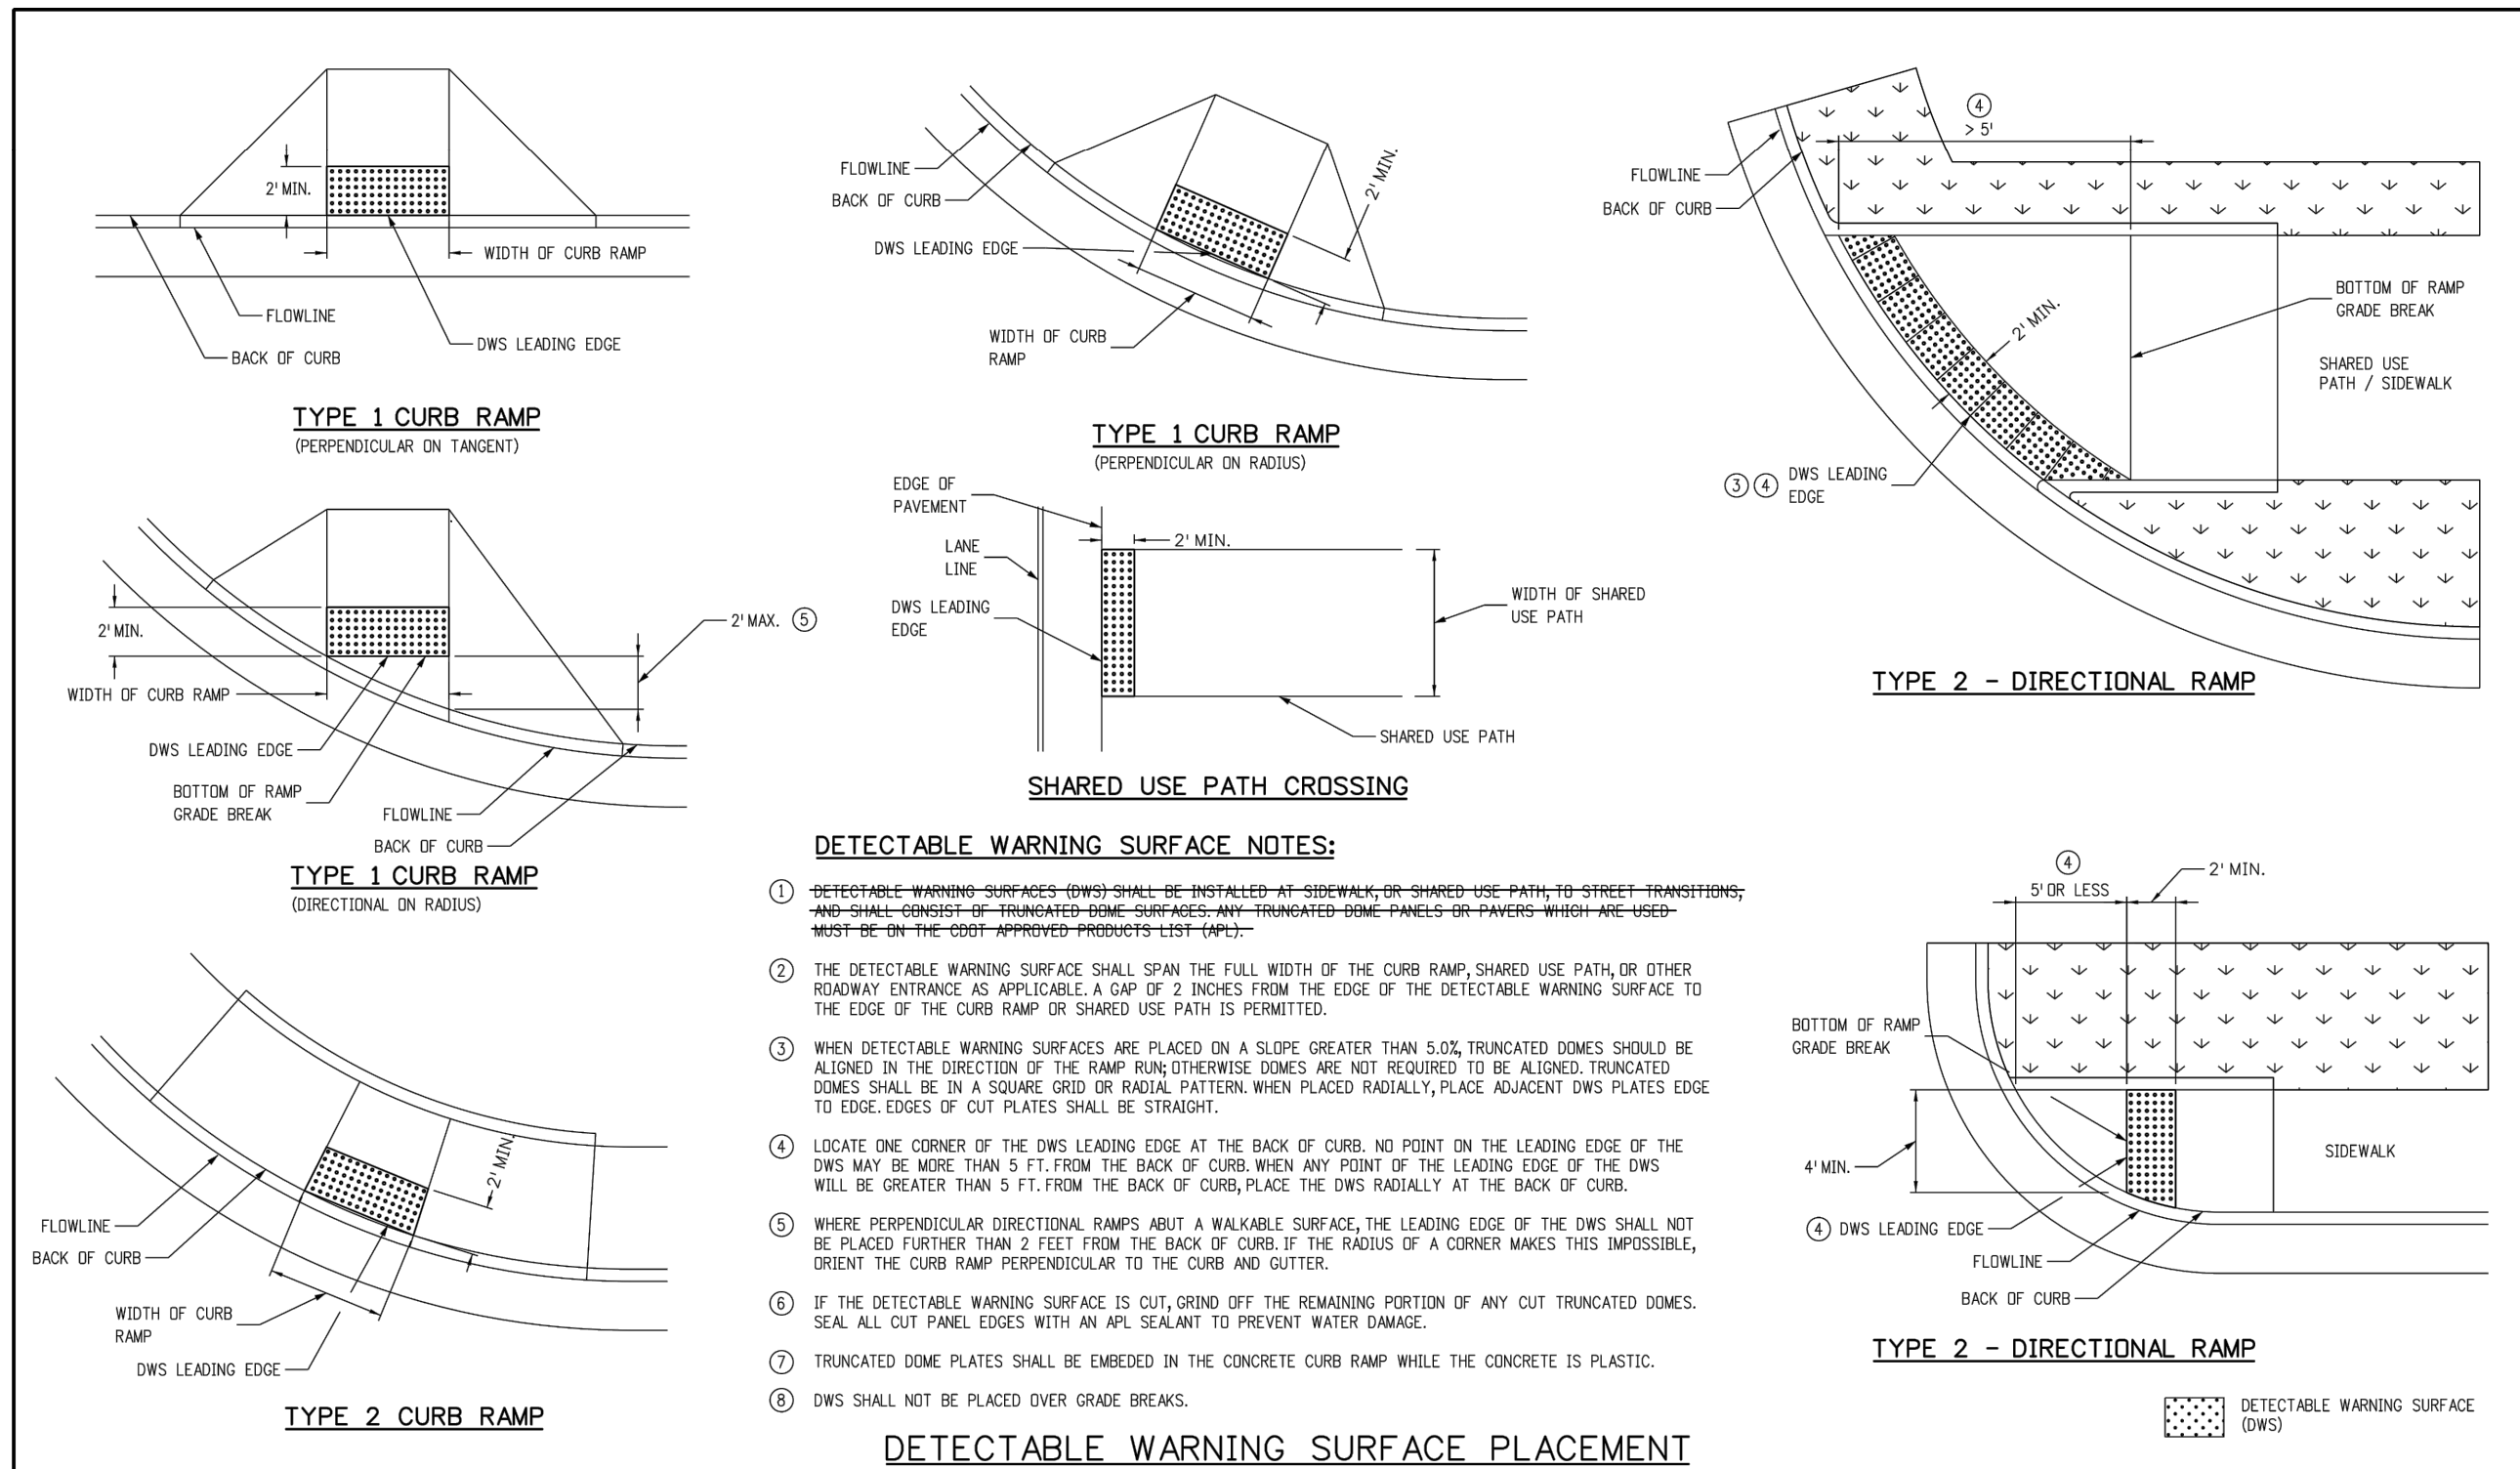 2' MIN.
WIDTH OF CURB RAMP
FLOWLINE
DWS LEADING EDGE
BACK OF CURB
TYPE 1 CURB RAMP
(PERPENDICULAR ON TANGENT)
FLOWLINE
BACK OF CURB
DWS LEADING EDGE
2' MIN.
WIDTH OF CURB
RAMP
TYPE 1 CURB RAMP
(PERPENDICULAR ON RADIUS)
4
> 5'
FLOWLINE
BACK OF CURB
2' MIN.
BOTTOM OF RAMP
GRADE BREAK
SHARED USE
PATH / SIDEWALK
3 4 DWS LEADING
EDGE
TYPE 2 - DIRECTIONAL RAMP
2' MIN.
2' MAX. 5
WIDTH OF CURB RAMP
DWS LEADING EDGE
BOTTOM OF RAMP
GRADE BREAK
FLOWLINE
BACK OF CURB
TYPE 1 CURB RAMP
(DIRECTIONAL ON RADIUS)
EDGE OF
PAVEMENT
LANE
LINE
2' MIN.
DWS LEADING
EDGE
WIDTH OF SHARED
USE PATH
SHARED USE PATH
SHARED USE PATH CROSSING
2' MIN.
FLOWLINE
BACK OF CURB
WIDTH OF CURB
RAMP
DWS LEADING EDGE
TYPE 2 CURB RAMP
DETECTABLE WARNING SURFACE NOTES:
1 DETECTABLE WARNING SURFACES (DWS) SHALL BE INSTALLED AT SIDEWALK, OR SHARED USE PATH, TO STREET TRANSITIONS,
AND SHALL CONSIST OF TRUNCATED DOME SURFACES. ANY TRUNCATED DOME PANELS OR PAVERS WHICH ARE USED
MUST BE ON THE CDOT APPROVED PRODUCTS LIST (APL).
2 THE DETECTABLE WARNING SURFACE SHALL SPAN THE FULL WIDTH OF THE CURB RAMP, SHARED USE PATH, OR OTHER
ROADWAY ENTRANCE AS APPLICABLE. A GAP OF 2 INCHES FROM THE EDGE OF THE DETECTABLE WARNING SURFACE TO
THE EDGE OF THE CURB RAMP OR SHARED USE PATH IS PERMITTED.
3 WHEN DETECTABLE WARNING SURFACES ARE PLACED ON A SLOPE GREATER THAN 5.0%, TRUNCATED DOMES SHOULD BE
ALIGNED IN THE DIRECTION OF THE RAMP RUN; OTHERWISE DOMES ARE NOT REQUIRED TO BE ALIGNED. TRUNCATED
DOMES SHALL BE IN A SQUARE GRID OR RADIAL PATTERN. WHEN PLACED RADIALLY, PLACE ADJACENT DWS PLATES EDGE
TO EDGE. EDGES OF CUT PLATES SHALL BE STRAIGHT.
4 LOCATE ONE CORNER OF THE DWS LEADING EDGE AT THE BACK OF CURB. NO POINT ON THE LEADING EDGE OF THE
DWS MAY BE MORE THAN 5 FT. FROM THE BACK OF CURB. WHEN ANY POINT OF THE LEADING EDGE OF THE DWS
WILL BE GREATER THAN 5 FT. FROM THE BACK OF CURB, PLACE THE DWS RADIALLY AT THE BACK OF CURB.
5 WHERE PERPENDICULAR DIRECTIONAL RAMPS ABUT A WALKABLE SURFACE, THE LEADING EDGE OF THE DWS SHALL NOT
BE PLACED FURTHER THAN 2 FEET FROM THE BACK OF CURB. IF THE RADIUS OF A CORNER MAKES THIS IMPOSSIBLE,
ORIENT THE CURB RAMP PERPENDICULAR TO THE CURB AND GUTTER.
6 IF THE DETECTABLE WARNING SURFACE IS CUT, GRIND OFF THE REMAINING PORTION OF ANY CUT TRUNCATED DOMES.
SEAL ALL CUT PANEL EDGES WITH AN APL SEALANT TO PREVENT WATER DAMAGE.
7 TRUNCATED DOME PLATES SHALL BE EMBEDED IN THE CONCRETE CURB RAMP WHILE THE CONCRETE IS PLASTIC.
8 DWS SHALL NOT BE PLACED OVER GRADE BREAKS.
4
5' OR LESS
2' MIN.
BOTTOM OF RAMP
GRADE BREAK
4' MIN.
SIDEWALK
4 DWS LEADING EDGE
FLOWLINE
BACK OF CURB
TYPE 2 - DIRECTIONAL RAMP
DETECTABLE WARNING SURFACE
(DWS)
DETECTABLE WARNING SURFACE PLACEMENT